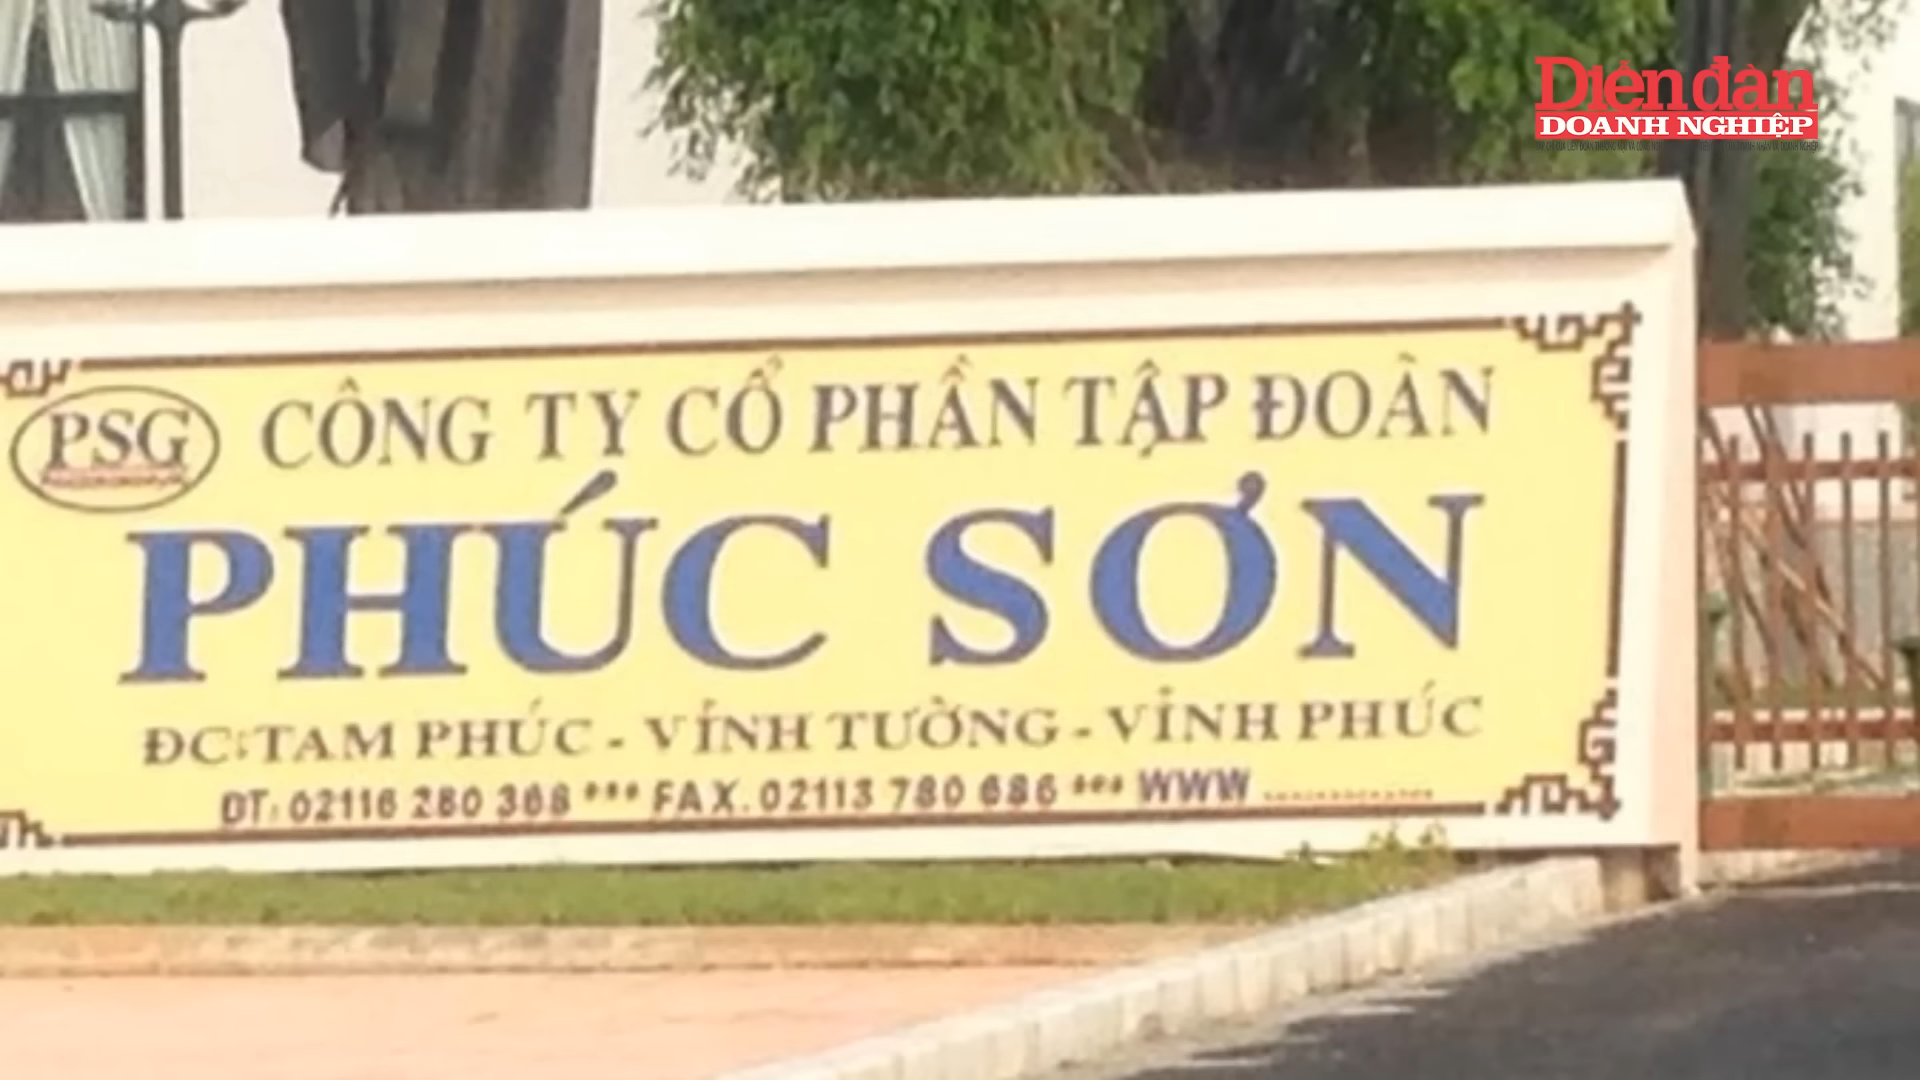 Diễn đàn
DOANH NGHIỆP
PSG
CÔNG TY CỔ PHẦN TẬP ĐOÀN
PHÚC SƠN
ĐC: TAM PHÚC - VĨNH TƯỜNG - VĨNH PHÚC
ĐT: 02116 280 368 *** FAX. 02113 780 686 *** WWW